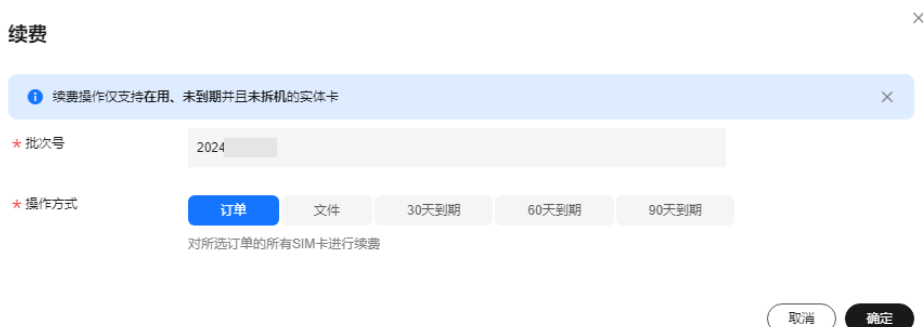 续费
续费操作仅支持在用、未到期并且未拆机的实体卡
* 批次号
2024
* 操作方式
订单 文件 30天到期 60天到期 90天到期
对所选订单的所有SIM卡进行续费
取消 确定